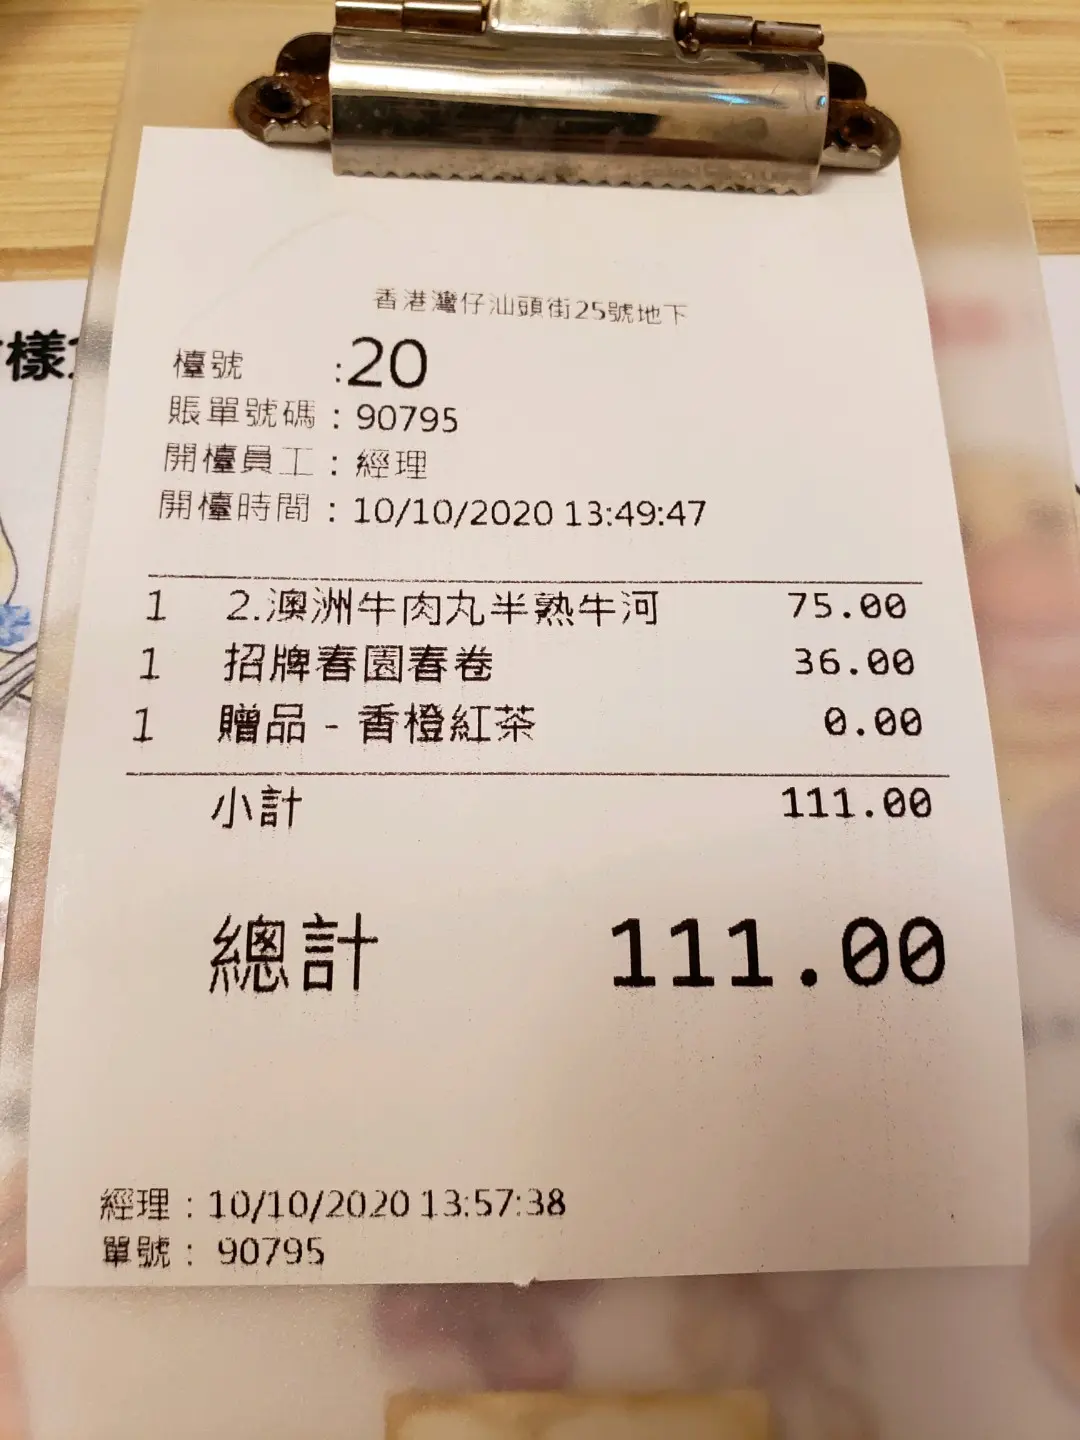 香港灣仔汕頭街25號地下
檯號 :20
賬單號碼：90795
開檯員工：經理
開檯時間：10/10/2020 13:49:47
1 2.澳洲牛肉丸半熟牛河 75.00
1 招牌春園春卷 36.00
1 贈品 - 香橙紅茶 0.00
小計 111.00
總計 111.00
經理：10/10/2020 13:57:38
單號：90795
樣